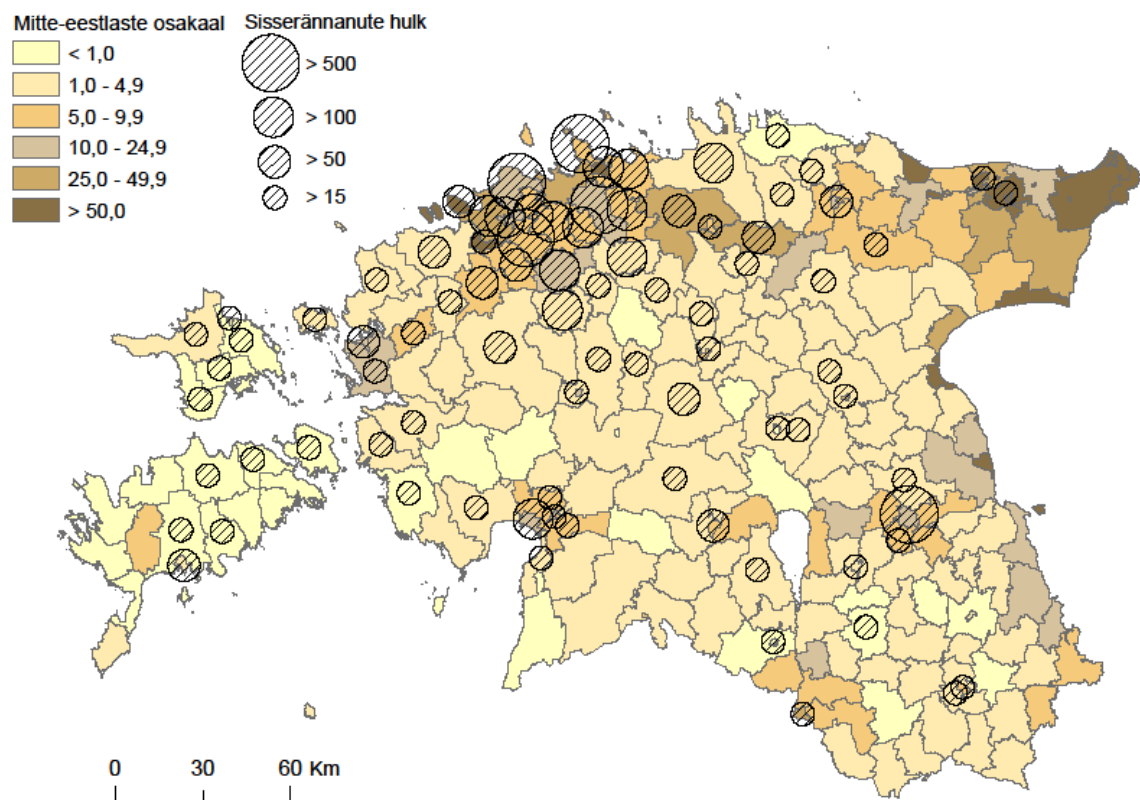 Mitte-eestlaste osakaal
< 1,0
1,0 - 4,9
5,0 - 9,9
10,0 - 24,9
25,0 - 49,9
> 50,0
Sisserännanute hulk
> 500
> 100
> 50
> 15
0 30 60 Km